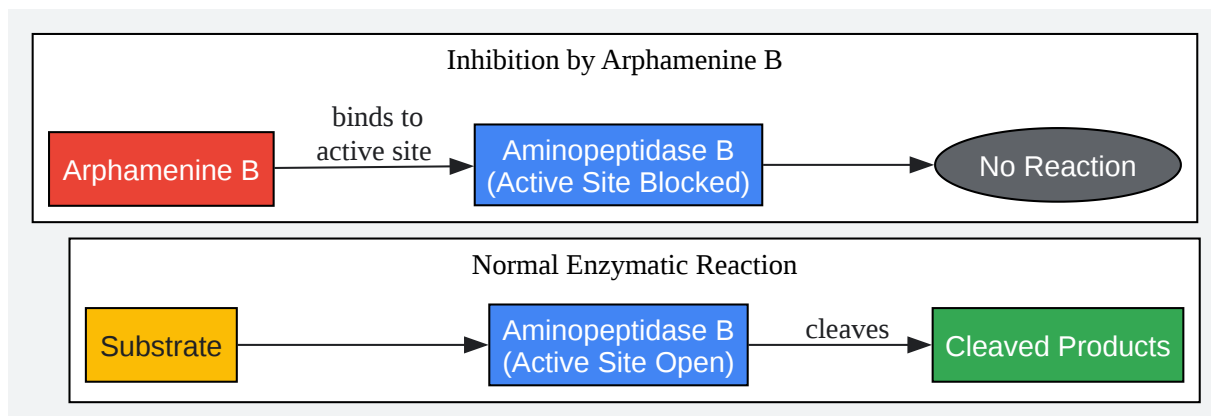 Inhibition by Arphamenine B
binds to
active site
Arphamenine B
Aminopeptidase B
(Active Site Blocked)
No Reaction
Normal Enzymatic Reaction
Substrate
Aminopeptidase B
(Active Site Open)
cleaves
Cleaved Products